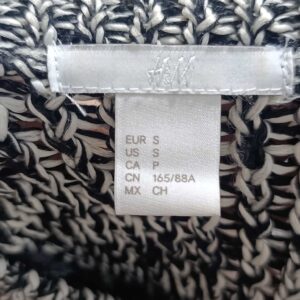 H&M
EUR S
US S
CA P
CN 165/88A
MX CH